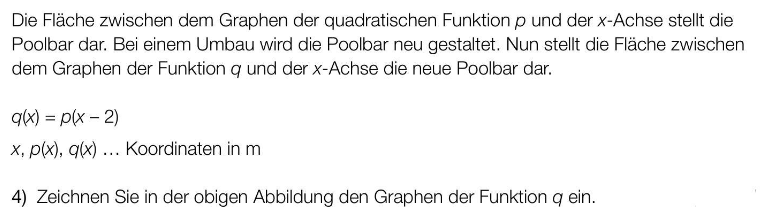 Die Fläche zwischen dem Graphen der quadratischen Funktion p und der x-Achse stellt die
Poolbar dar. Bei einem Umbau wird die Poolbar neu gestaltet. Nun stellt die Fläche zwischen
dem Graphen der Funktion q und der x-Achse die neue Poolbar dar.
q(x) = p(x – 2)
x, p(x), q(x) … Koordinaten in m
4) Zeichnen Sie in der obigen Abbildung den Graphen der Funktion q ein.